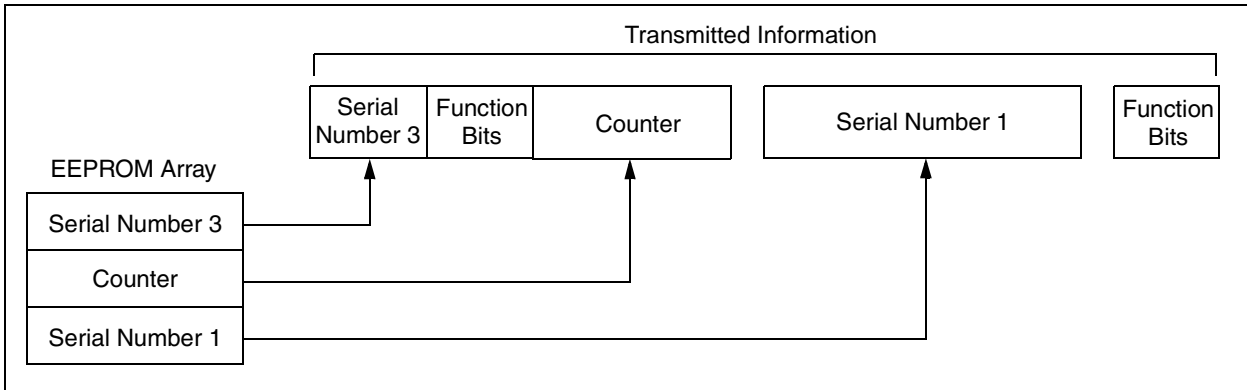 Transmitted Information
Serial
Number 3
Function
Bits
Counter
Serial Number 1
Function
Bits
EEPROM Array
Serial Number 3
Counter
Serial Number 1